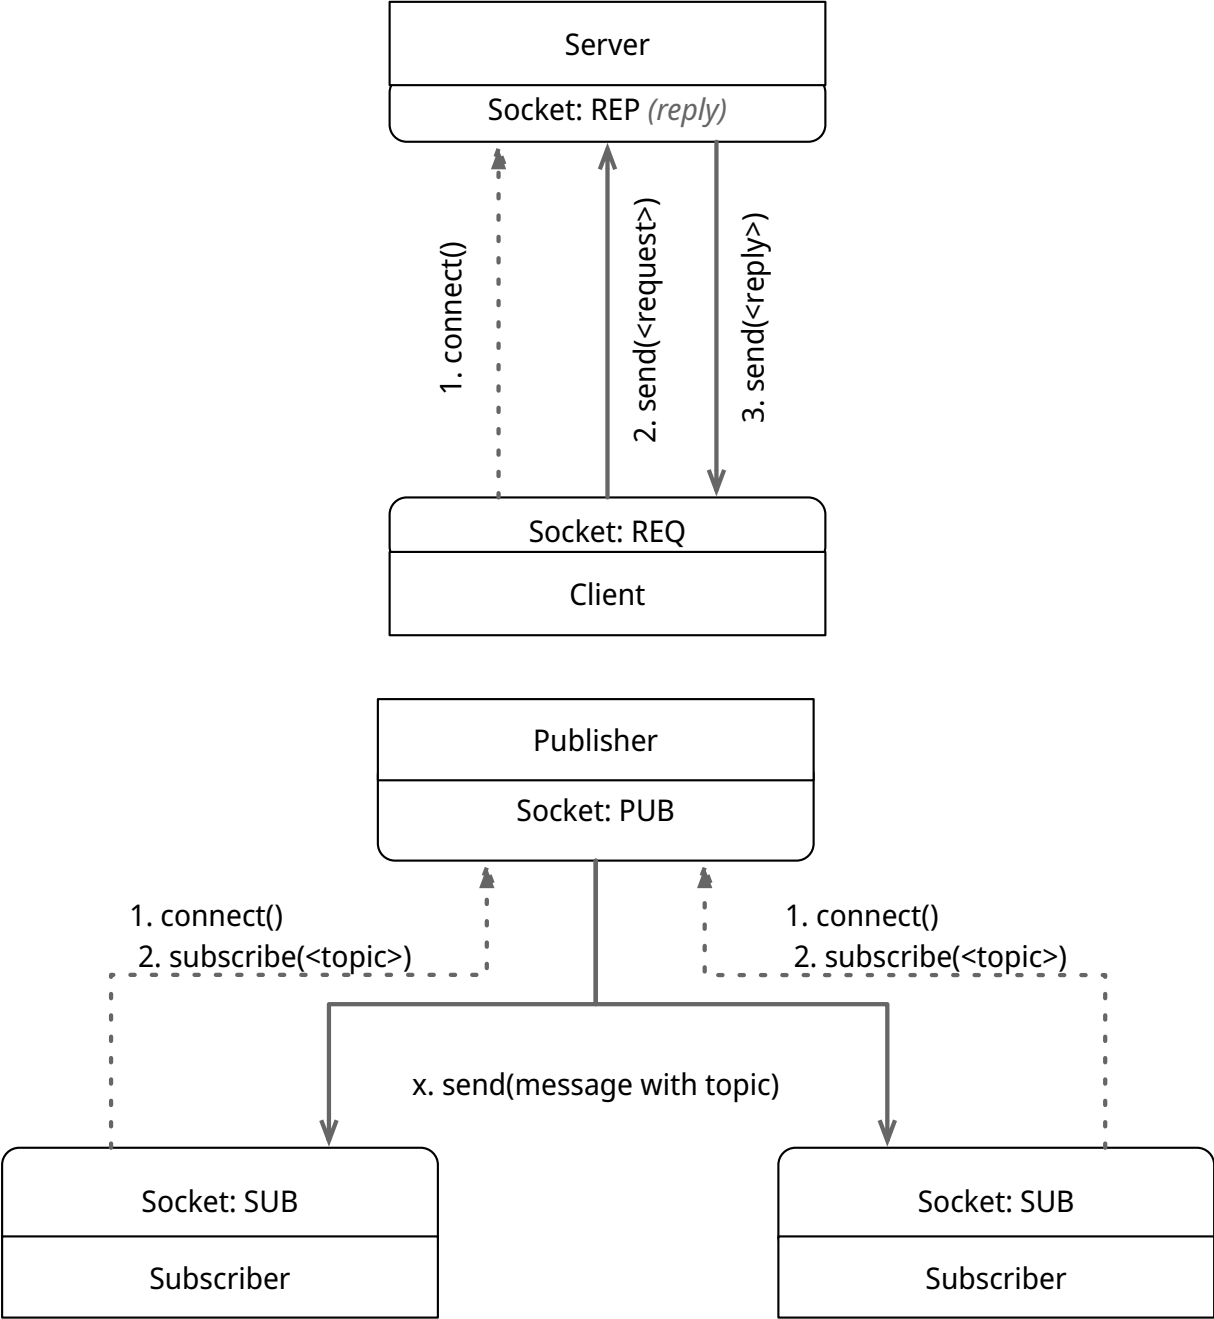 Server
Socket: REP (reply)
1. connect()
2. send(<request>)
3. send(<reply>)
Socket: REQ
Client
Publisher
Socket: PUB
1. connect()
2. subscribe(<topic>)
1. connect()
2. subscribe(<topic>)
x. send(message with topic)
Socket: SUB
Subscriber
Socket: SUB
Subscriber